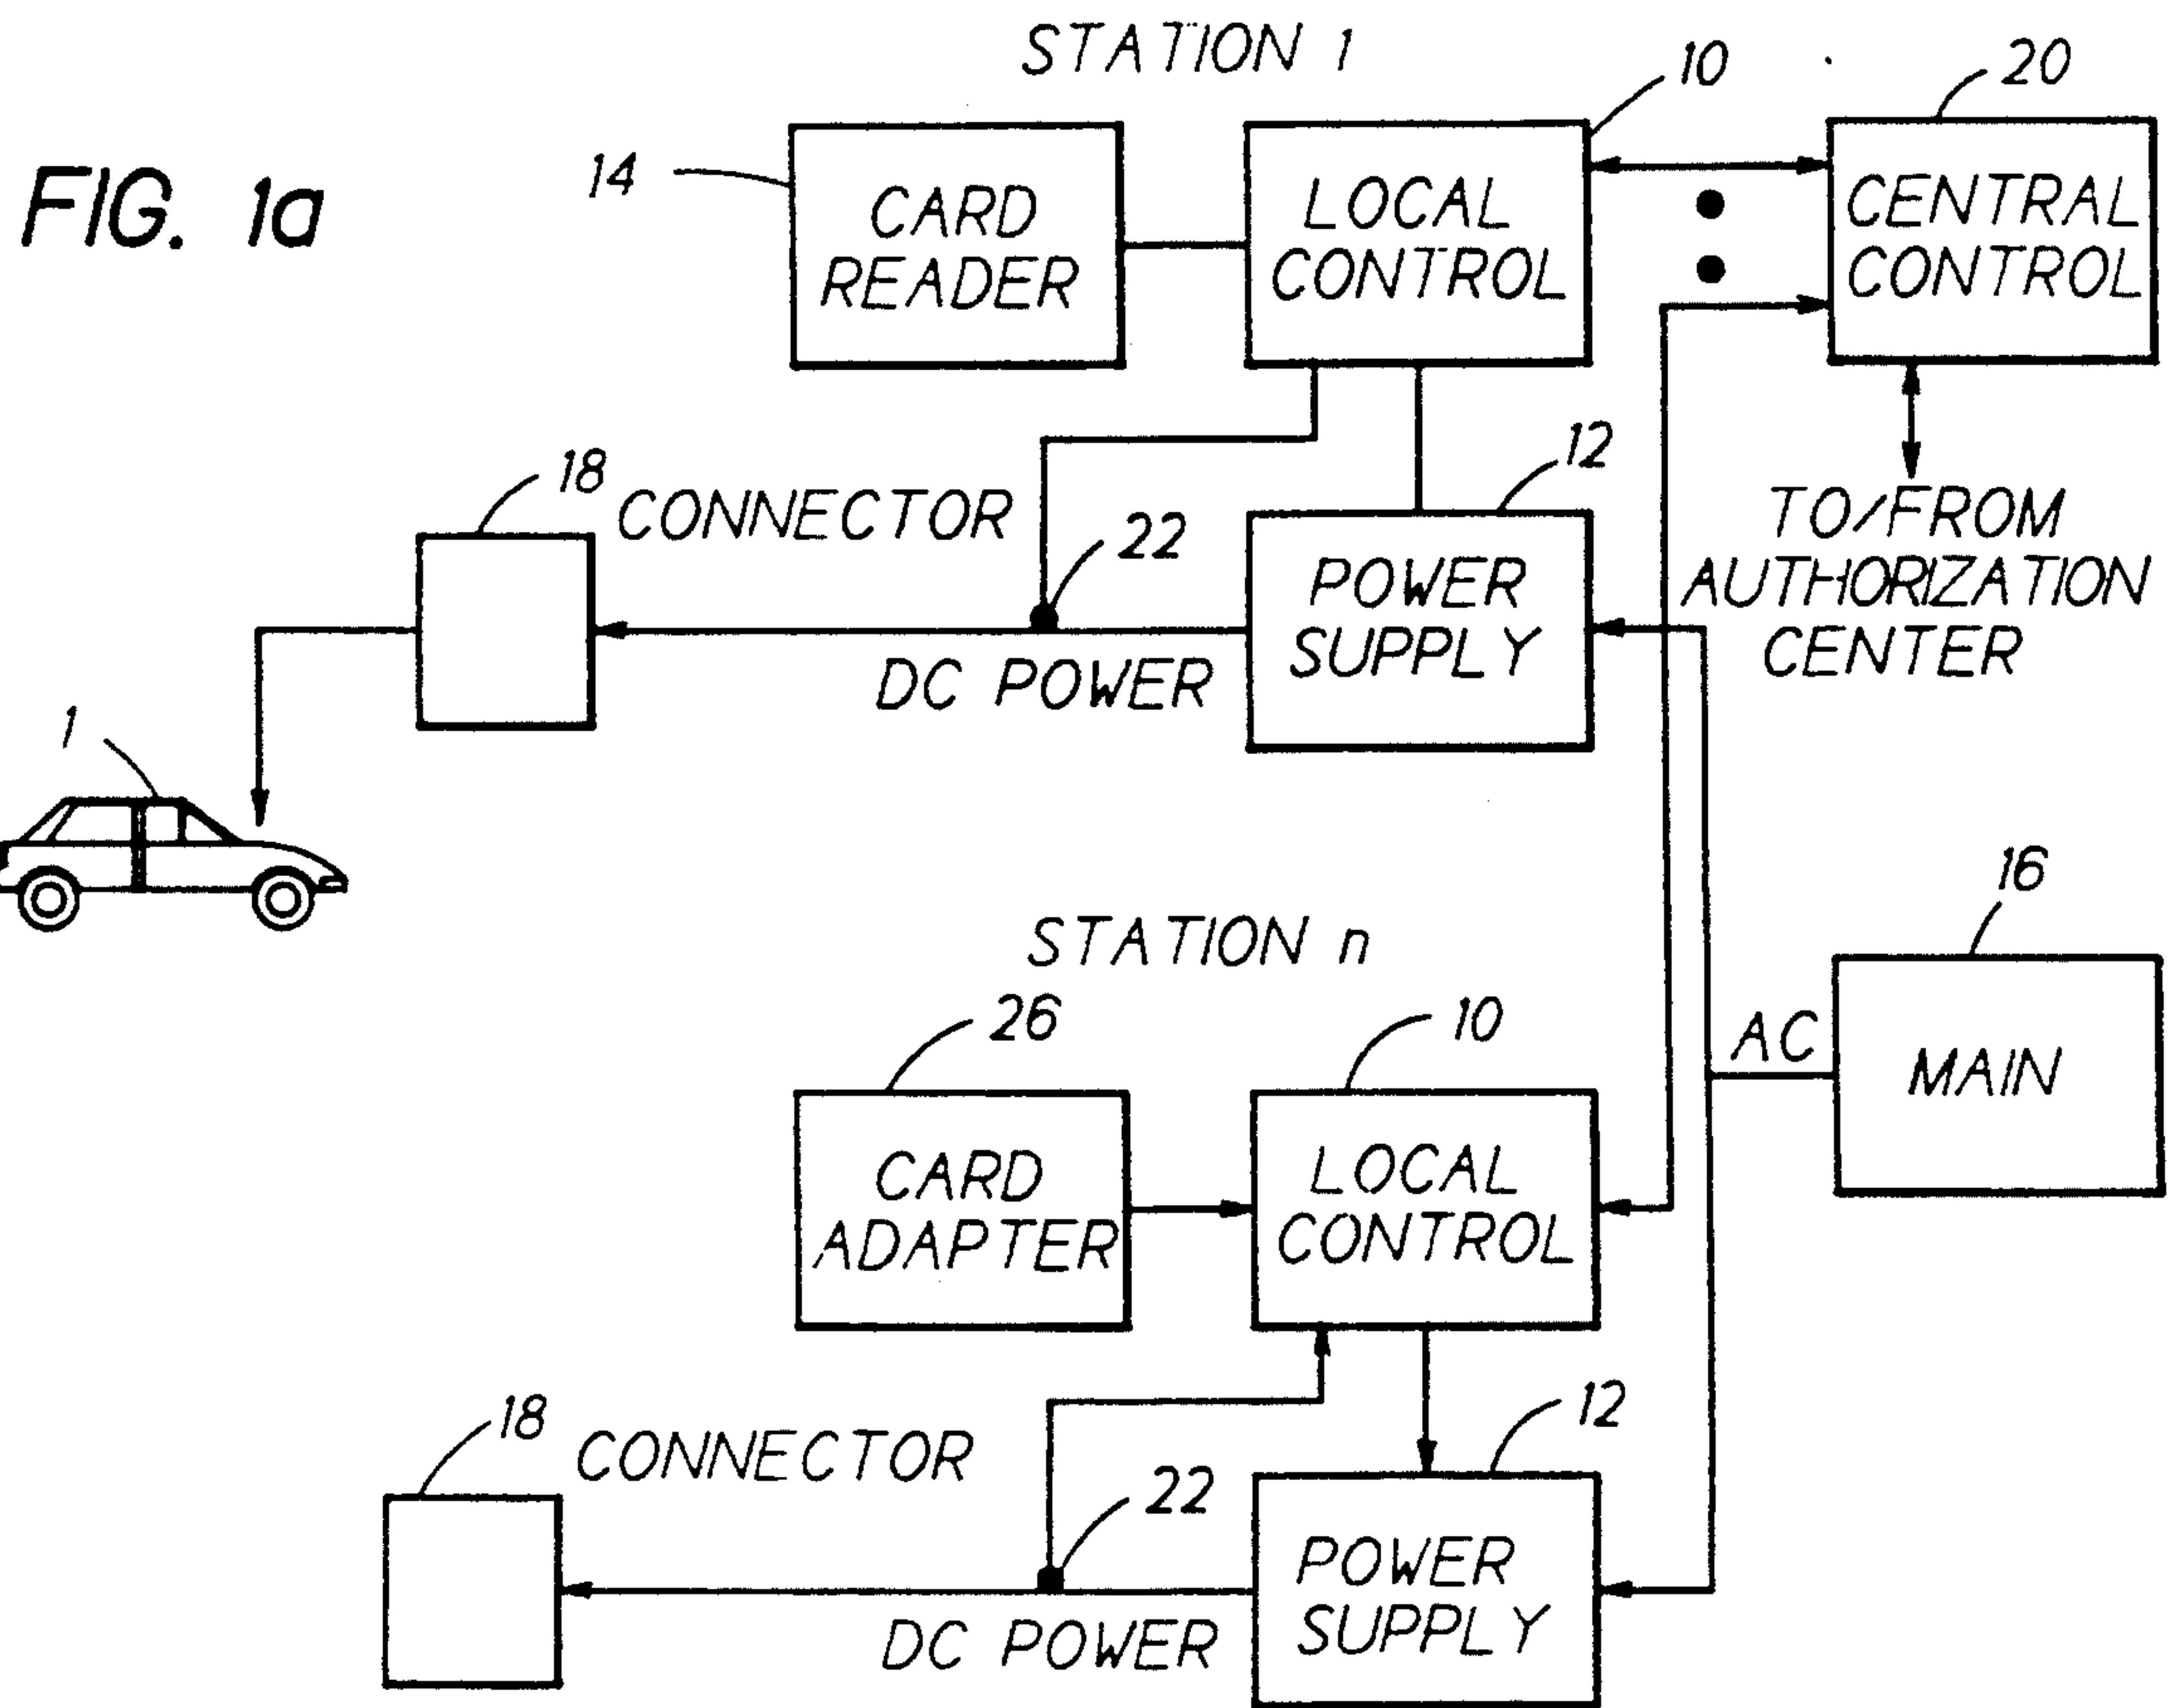 STATION 1
10
20
FIG. 1a
14
CARD
READER
LOCAL
CONTROL
CENTRAL
CONTROL
18
CONNECTOR
22
12
POWER
SUPPLY
TO/FROM
AUTHORIZATION
CENTER
DC POWER
1
STATION n
16
26
10
AC
MAIN
CARD
ADAPTER
LOCAL
CONTROL
18
CONNECTOR
22
12
POWER
SUPPLY
DC POWER